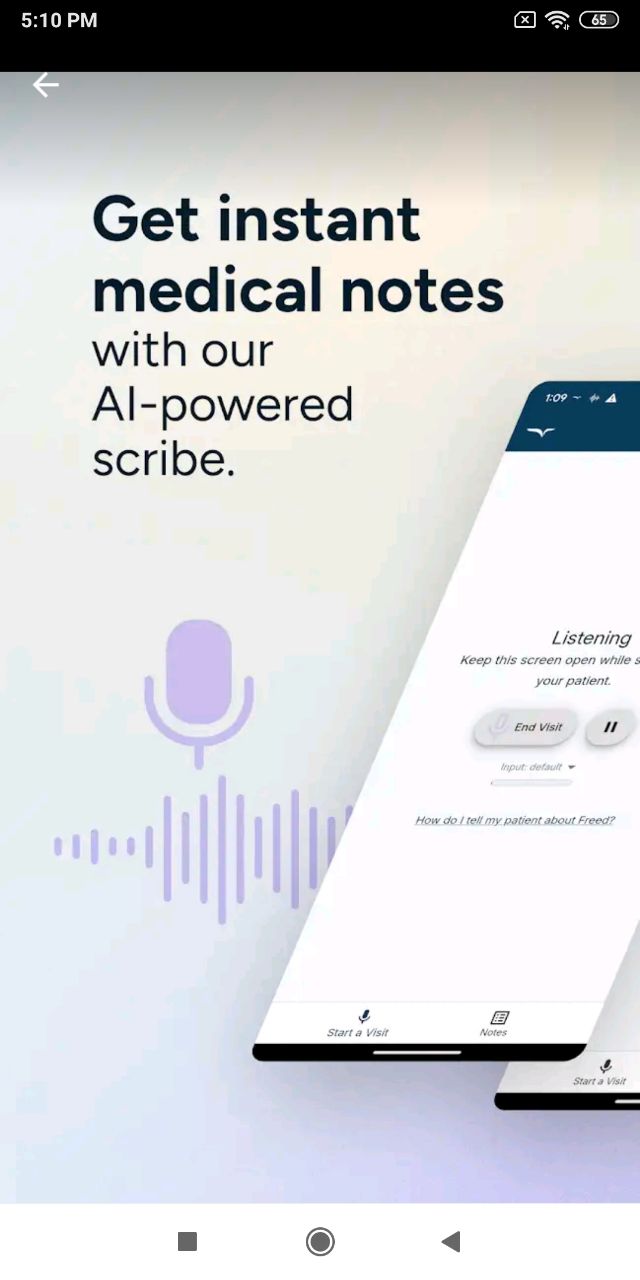 5:10 PM
65
Get instant
medical notes
with our
AI-powered
scribe.
1:09
Listening
Keep this screen open while s
your patient.
End Visit
Input: default
How do I tell my patient about Freed?
Start a Visit
Notes
Start a Visit